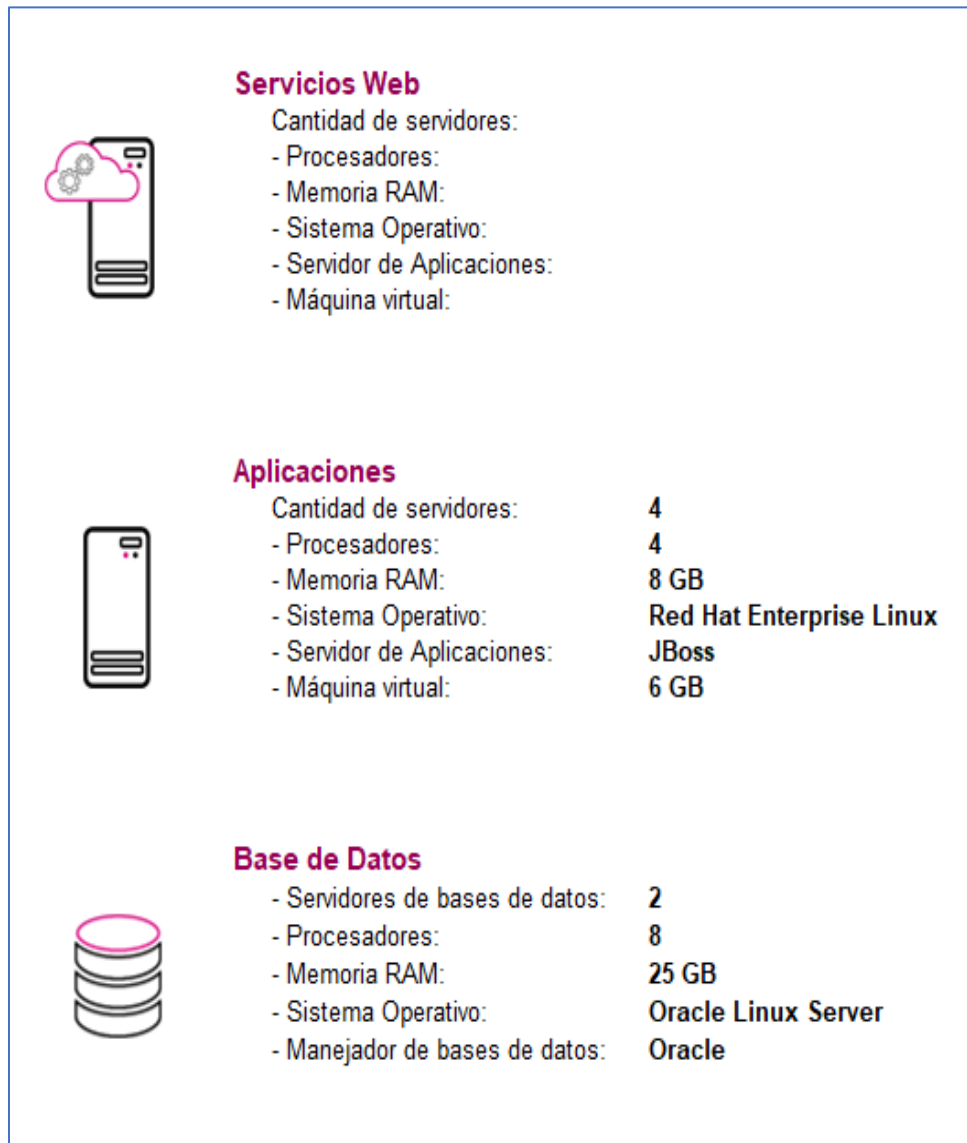 Servicios Web
Cantidad de servidores:
- Procesadores:
- Memoria RAM:
- Sistema Operativo:
- Servidor de Aplicaciones:
- Máquina virtual:
Aplicaciones
Cantidad de servidores: 4
- Procesadores: 4
- Memoria RAM: 8 GB
- Sistema Operativo: Red Hat Enterprise Linux
- Servidor de Aplicaciones: JBoss
- Máquina virtual: 6 GB
Base de Datos
- Servidores de bases de datos: 2
- Procesadores: 8
- Memoria RAM: 25 GB
- Sistema Operativo: Oracle Linux Server
- Manejador de bases de datos: Oracle